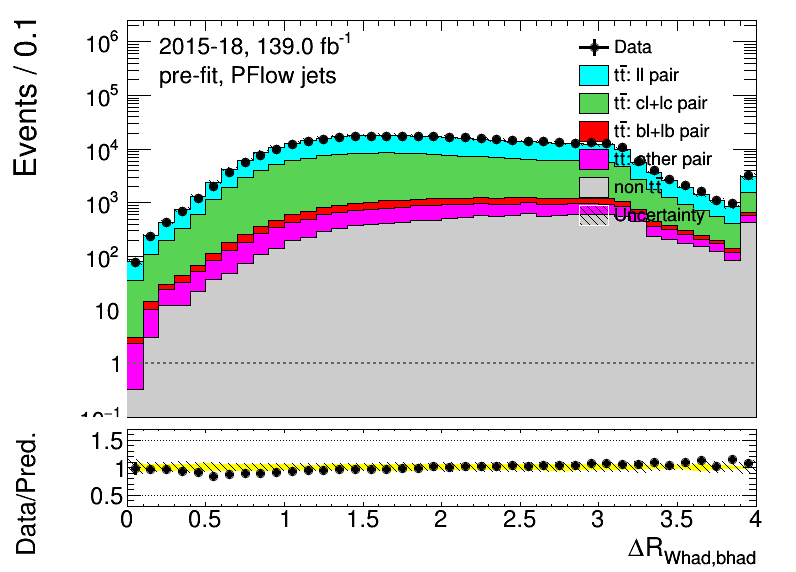 Events / 0.1
10⁶
10⁵
10⁴
10³
10²
10
1
10⁻¹
2015-18, 139.0 fb⁻¹
pre-fit, PFlow jets
Data
tt̄: ll pair
tt̄: cl+lc pair
tt̄: bl+lb pair
tt̄: other pair
non tt̄
Uncertainty
Data/Pred.
1.5
1
0.5
0 0.5 1 1.5 2 2.5 3 3.5 4
ΔR_Whad,bhad